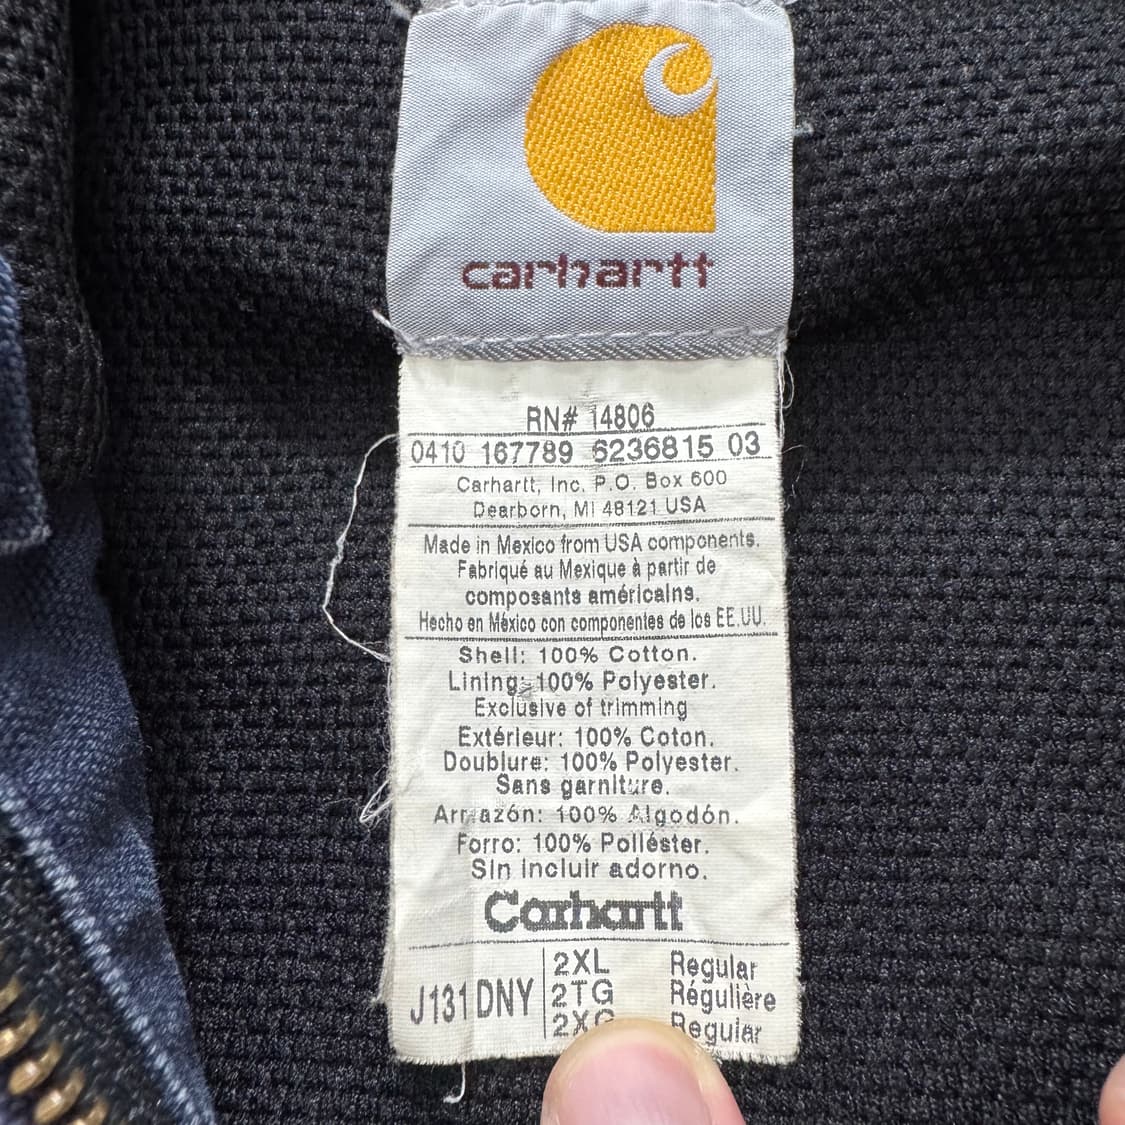 carhartt
RN# 14806
0410 167789 6236815 03
Carhartt, Inc. P.O. Box 600
Dearborn, MI 48121 USA
Made in Mexico from USA components.
Fabriqué au Mexique à partir de
composants américains.
Hecho en México con componentes de los EE.UU.
Shell: 100% Cotton.
Lining: 100% Polyester.
Exclusive of trimming
Extérieur: 100% Coton.
Doublure: 100% Polyester.
Sans garniture.
Armazón: 100% Algodón.
Forro: 100% Poliéster.
Sin incluir adorno.
Carhartt
J131 DNY
2XL Regular
2TG Régulière
2XG Regular